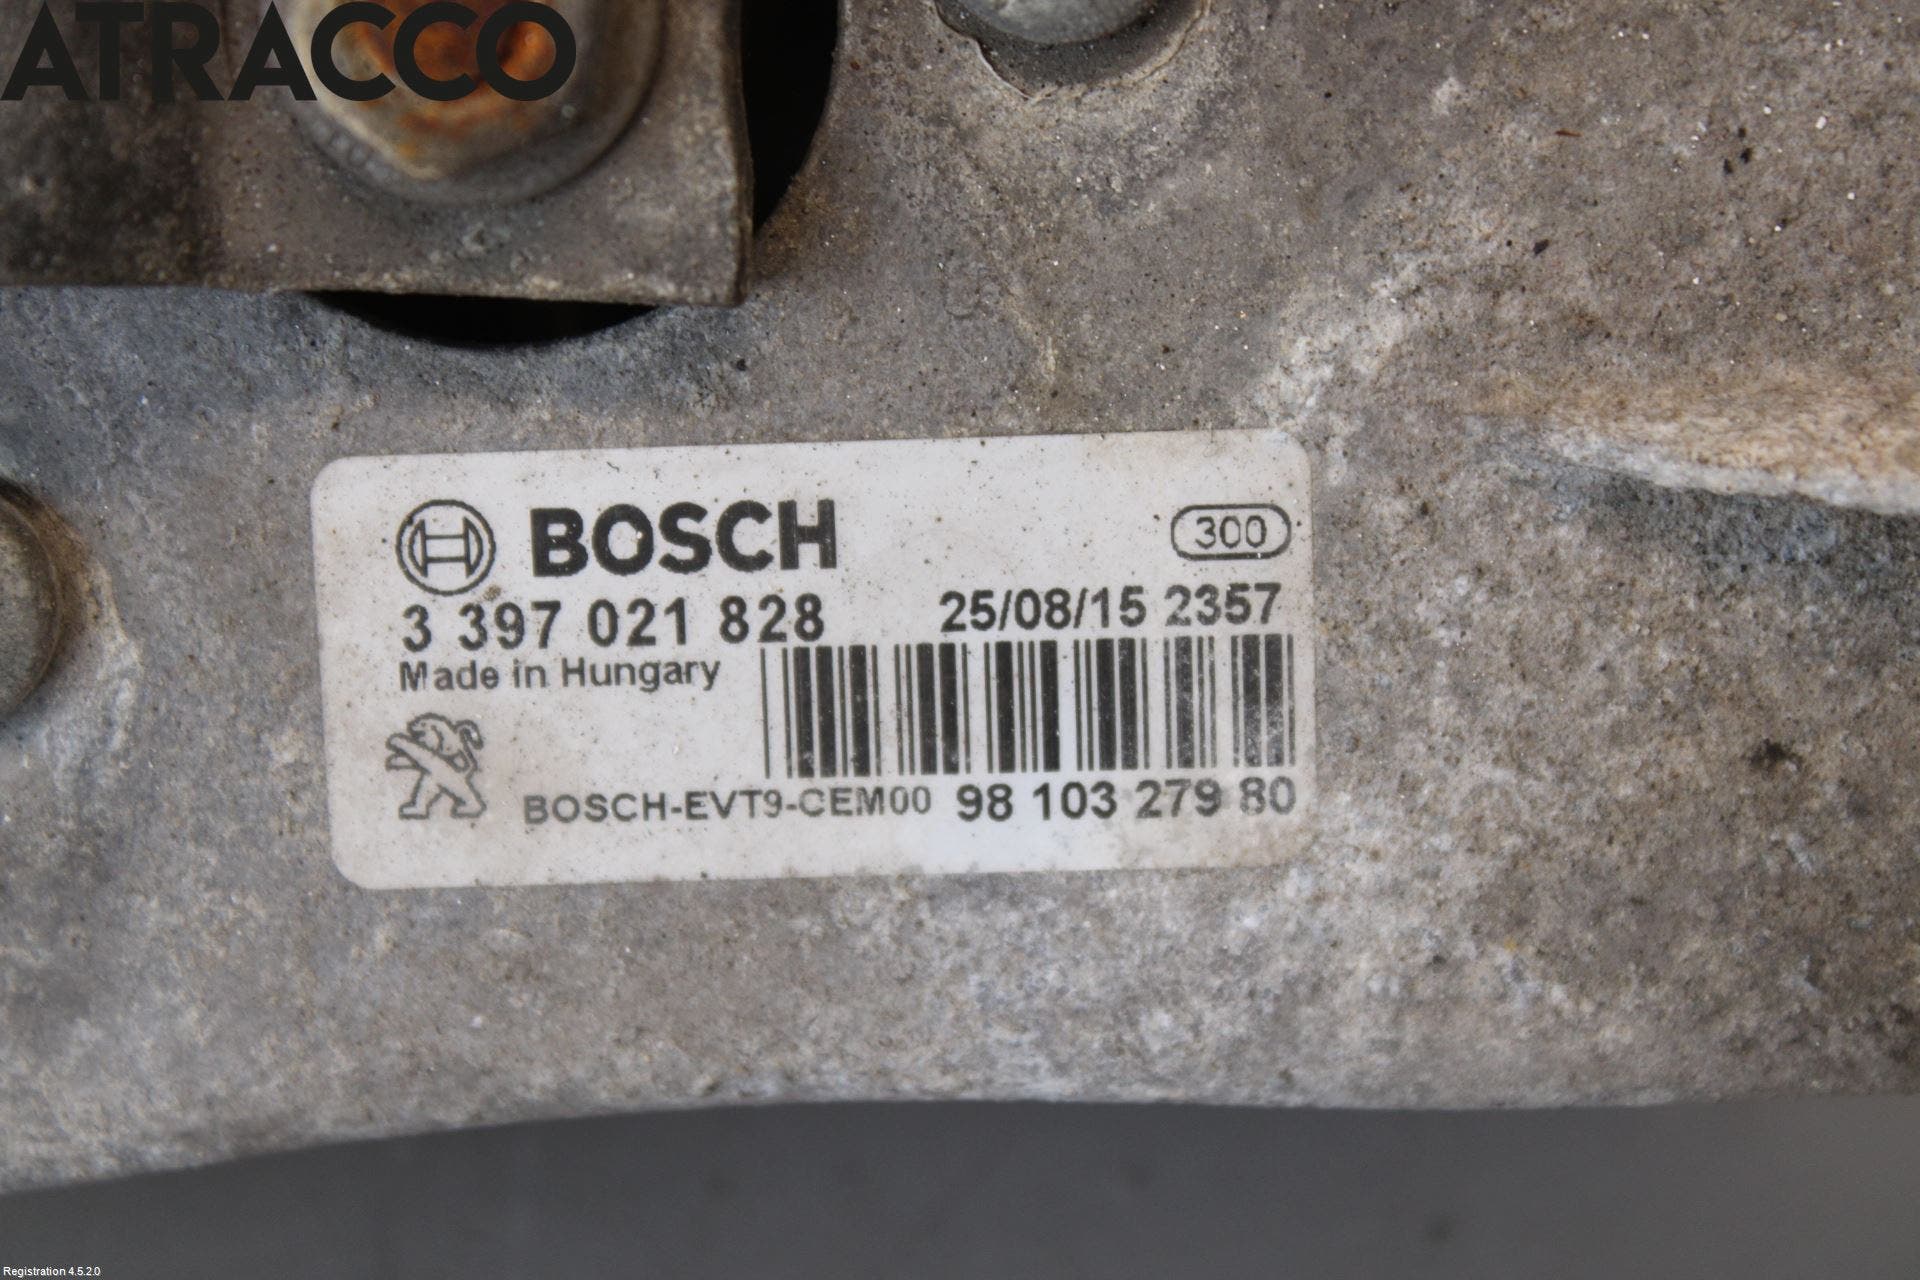 ATRACCO
BOSCH
300
3 397 021 828
25/08/15 2357
Made in Hungary
BOSCH-EVT9-CEM00 98 103 279 80
Registration 4.5.2.0